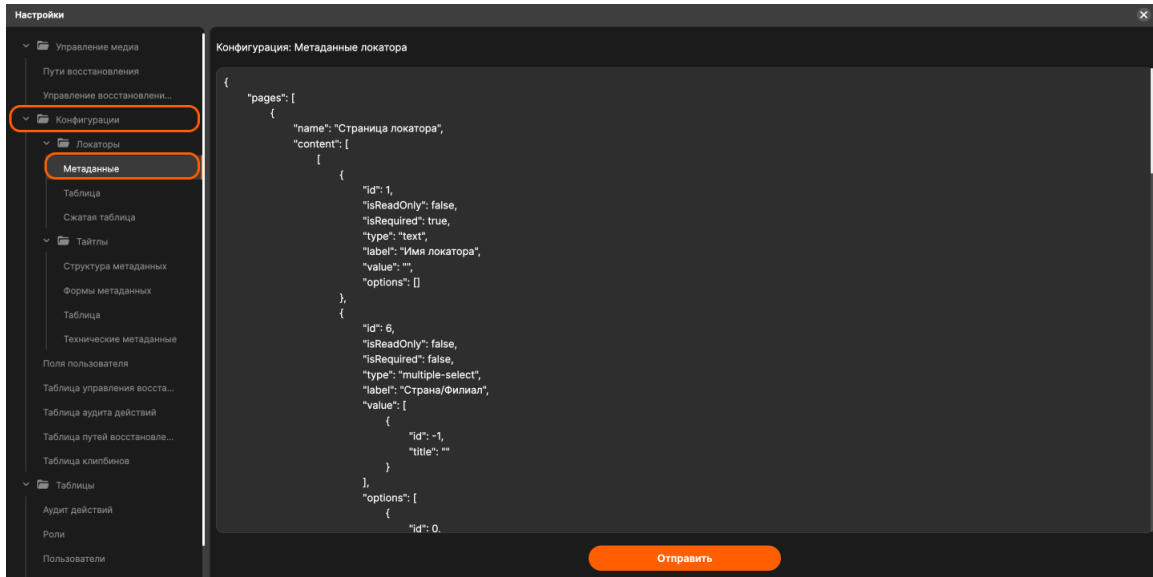 Настройки
Управление медиа
Пути восстановления
Управление восстановлени...
Конфигурации
Локаторы
Метаданные
Таблица
Сжатая таблица
Тайтлы
Структура метаданных
Формы метаданных
Таблица
Технические метаданные
Поля пользователя
Таблица управления восста...
Таблица аудита действий
Таблица путей восстановле...
Таблица клипбинов
Таблицы
Аудит действий
Роли
Пользователи
Конфигурация: Метаданные локатора
{
"pages": [
{
"name": "Страница локатора",
"content": [
[
{
"id": 1,
"isReadOnly": false,
"isRequired": true,
"type": "text",
"label": "Имя локатора",
"value": "",
"options": []
},
{
"id": 6,
"isReadOnly": false,
"isRequired": false,
"type": "multiple-select",
"label": "Страна/Филиал",
"value": [
{
"id": -1,
"title": ""
}
],
"options": [
{
"id": 0,
Отправить